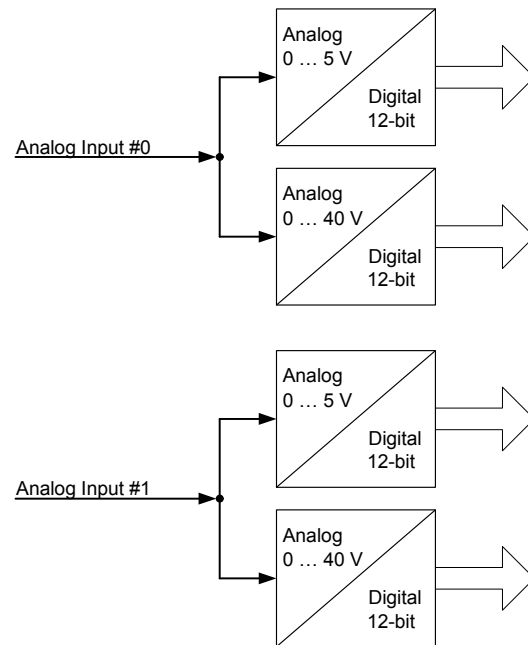 Analog
0 … 5 V
Digital
12-bit
Analog Input #0
Analog
0 … 40 V
Digital
12-bit
Analog
0 … 5 V
Digital
12-bit
Analog Input #1
Analog
0 … 40 V
Digital
12-bit